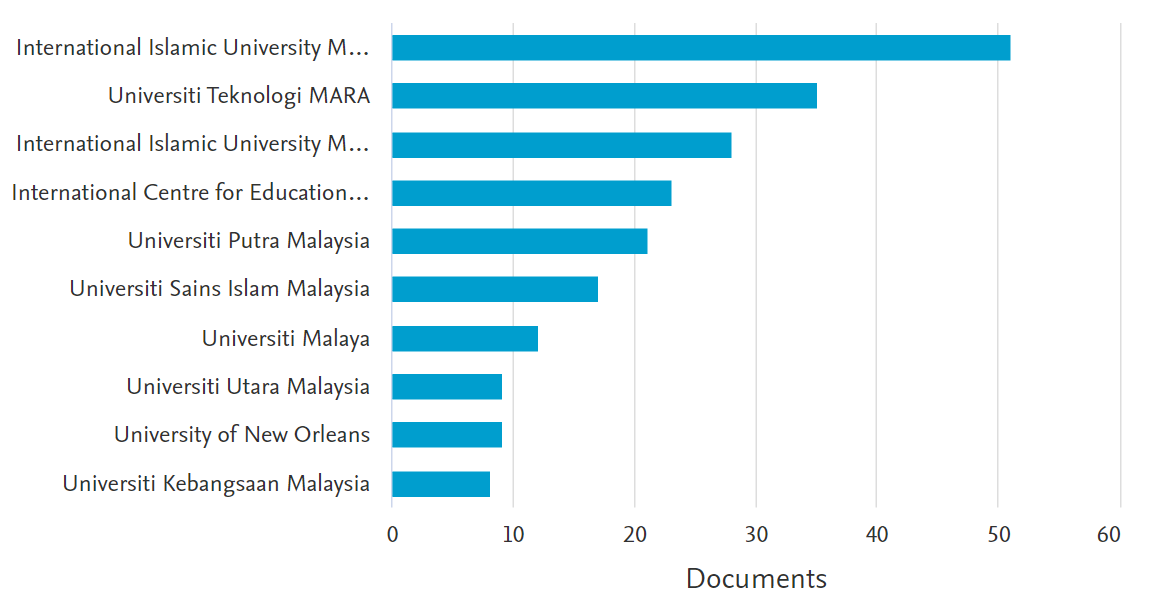 International Islamic University M...
Universiti Teknologi MARA
International Islamic University M...
International Centre for Education...
Universiti Putra Malaysia
Universiti Sains Islam Malaysia
Universiti Malaya
Universiti Utara Malaysia
University of New Orleans
Universiti Kebangsaan Malaysia
0 10 20 30 40 50 60
Documents